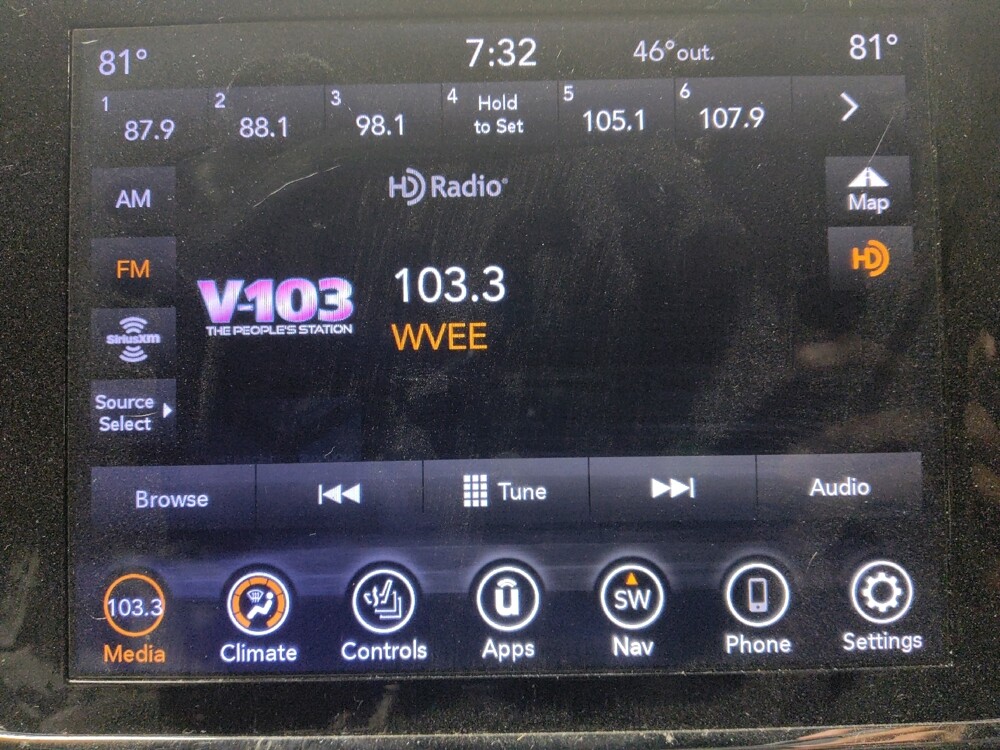 81° 7:32 46° out. 81°
1 87.9 2 88.1 3 98.1 4 Hold to Set 5 105.1 6 107.9
HD Radio
AM
Map
FM
HD
V-103
THE PEOPLE'S STATION
103.3
WVEE
SiriusXM
Source
Select
Browse Tune Audio
103.3 SW
Media Climate Controls Apps Nav Phone Settings